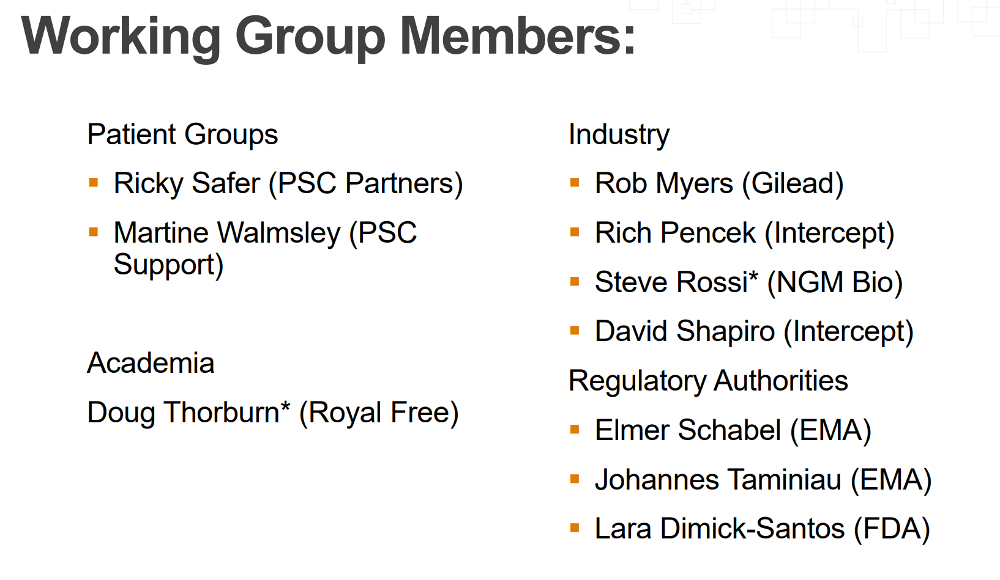 Working Group Members:
Patient Groups
▪ Ricky Safer (PSC Partners)
▪ Martine Walmsley (PSC
Support)
Academia
Doug Thorburn* (Royal Free)
Industry
▪ Rob Myers (Gilead)
▪ Rich Pencek (Intercept)
▪ Steve Rossi* (NGM Bio)
▪ David Shapiro (Intercept)
Regulatory Authorities
▪ Elmer Schabel (EMA)
▪ Johannes Taminiau (EMA)
▪ Lara Dimick-Santos (FDA)